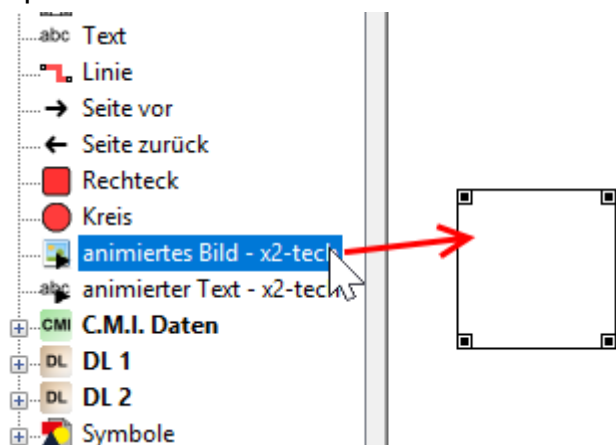 abc Text
Linie
Seite vor
Seite zurück
Rechteck
Kreis
animiertes Bild - x2-tech
abc animierter Text - x2-tech
CMI C.M.I. Daten
DL DL 1
DL DL 2
Symbole